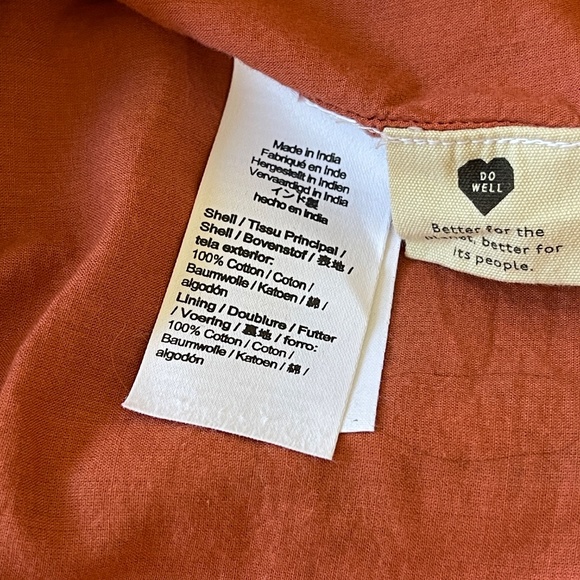 Made in India
Fabriqué en Inde
Hergestellt in Indien
Vervaardigd in India
インド製
hecho en India
Shell / Tissu Principal /
Shell / Bovenstof / 表地 /
tela exterior:
100% Cotton / Coton /
Baumwolle / Katoen / 綿 /
algodón
Lining / Doublure / Futter
/ Voering / 裏地 / forro:
100% Cotton / Coton /
Baumwolle / Katoen / 綿 /
algodón
DO
WELL
Better for the
planet, better for
its people.